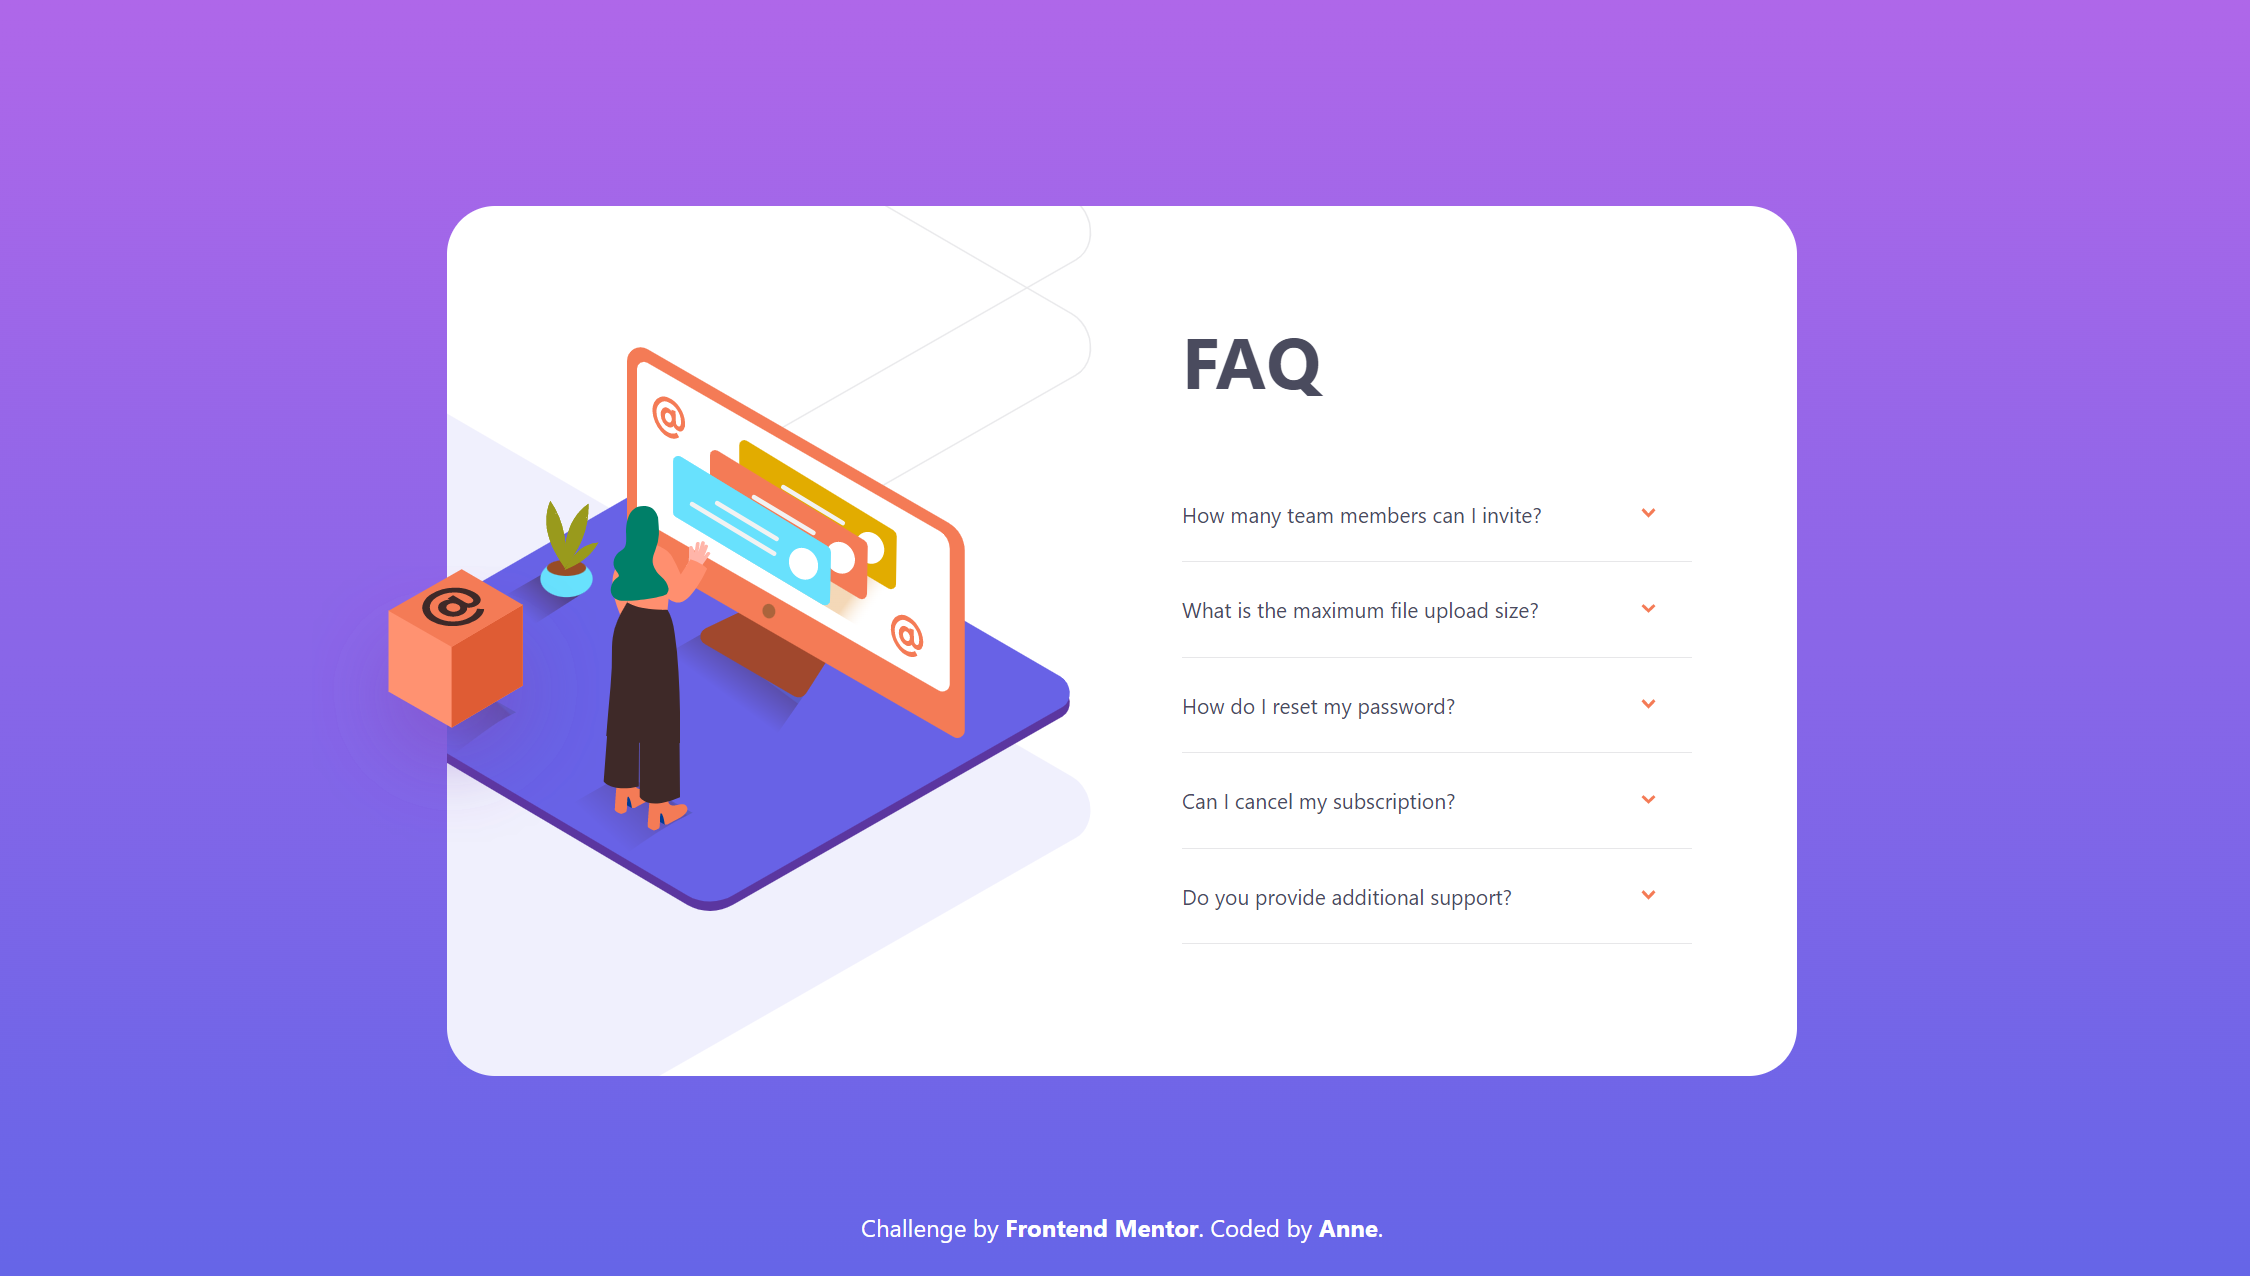 @
@
@
FAQ
How many team members can I invite?
What is the maximum file upload size?
How do I reset my password?
Can I cancel my subscription?
Do you provide additional support?
Challenge by Frontend Mentor. Coded by Anne.